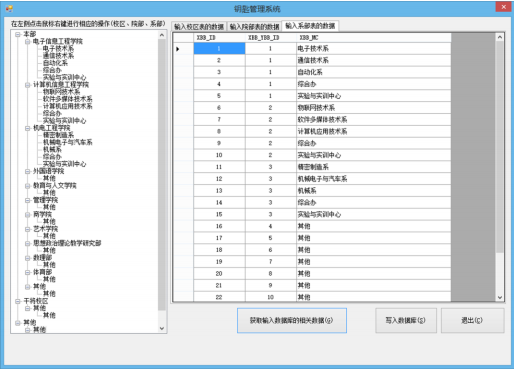 钥匙管理系统
在左侧点击鼠标右键进行相应的操作(校区、院部、系部)
本部
电子信息工程学院
电子技术系
通信技术系
自动化系
综合办
实验与实训中心
计算机信息工程学院
物联网技术系
软件多媒体技术系
计算机应用技术系
综合办
实验与实训中心
机电工程学院
精密制造系
机械电子与汽车系
机械系
综合办
实验与实训中心
外国语学院
其他
教育与人文学院
其他
管理学院
其他
商学院
其他
艺术学院
其他
思想政治理论教学研究部
其他
数理部
其他
体育部
其他
其他
其他
干将校区
其他
其他
其他
其他
输入校区表的数据 输入院部表的数据 输入系部表的数据
XBB_ID XBB_YBB_ID XBB_MC
1 1 电子技术系
2 1 通信技术系
3 1 自动化系
4 1 综合办
5 1 实验与实训中心
6 2 物联网技术系
7 2 软件多媒体技术系
8 2 计算机应用技术系
9 2 综合办
10 2 实验与实训中心
11 3 精密制造系
12 3 机械电子与汽车系
13 3 机械系
14 3 综合办
15 3 实验与实训中心
16 4 其他
17 5 其他
18 6 其他
19 7 其他
20 8 其他
21 9 其他
22 10 其他
获取输入数据库的相关数据(G) 写入数据库(S) 退出(C)